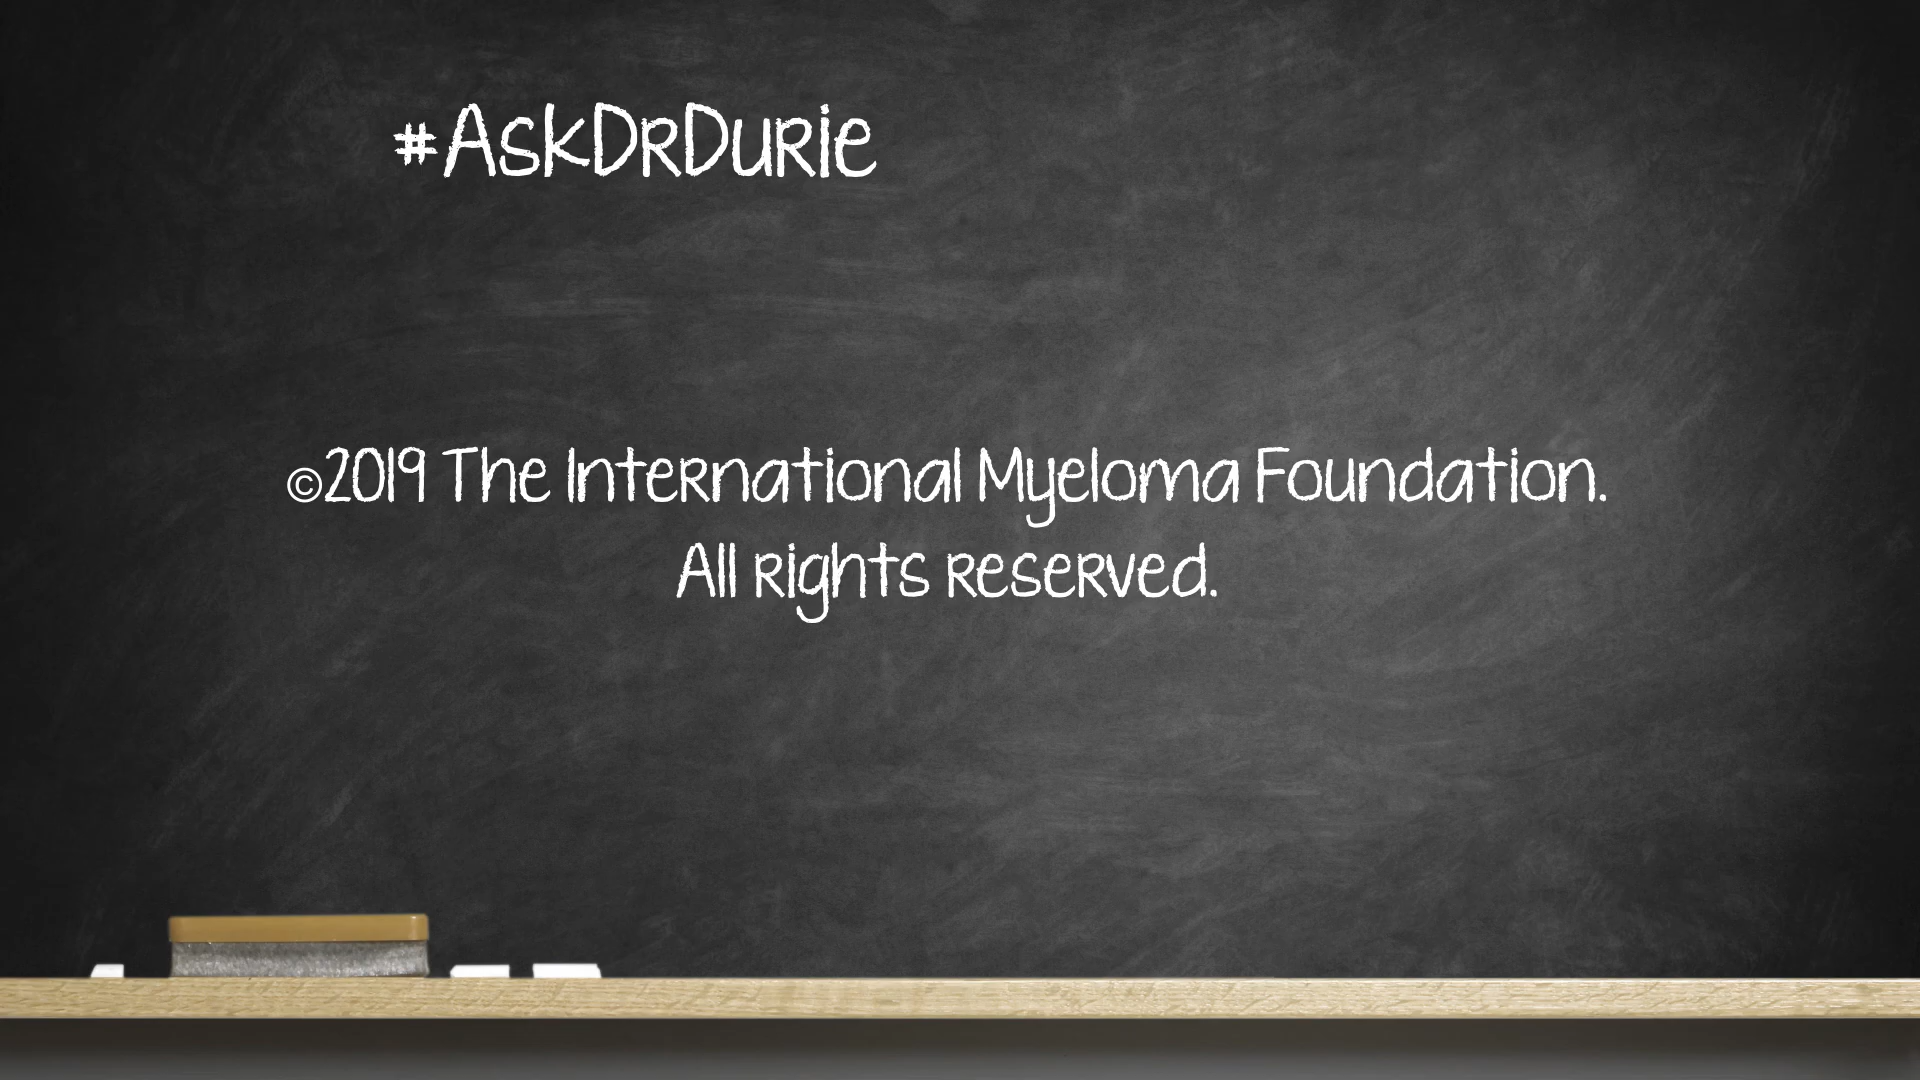 #AskDrDurie
©2019 The International Myeloma Foundation.
All rights reserved.